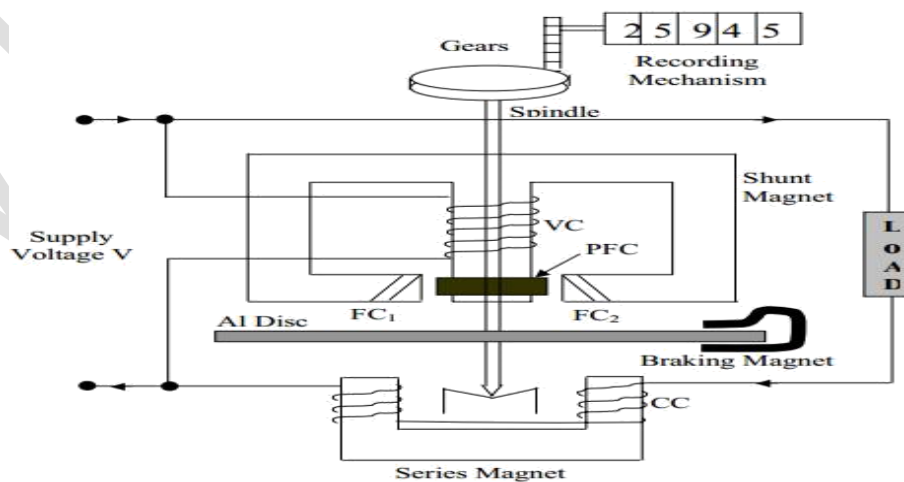 2 5 9 4 5
Gears
Recording
Mechanism
Spindle
Shunt
Magnet
VC
Supply
Voltage V
PFC
L
O
A
D
FC₁
FC₂
Al Disc
Braking Magnet
CC
Series Magnet